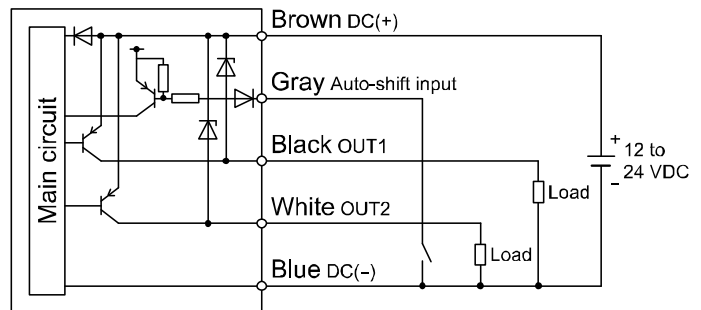 Brown DC(+)
Gray Auto-shift input
Black OUT1
White OUT2
Blue DC(−)
Main circuit
Load
Load
+
12 to
24 VDC
−